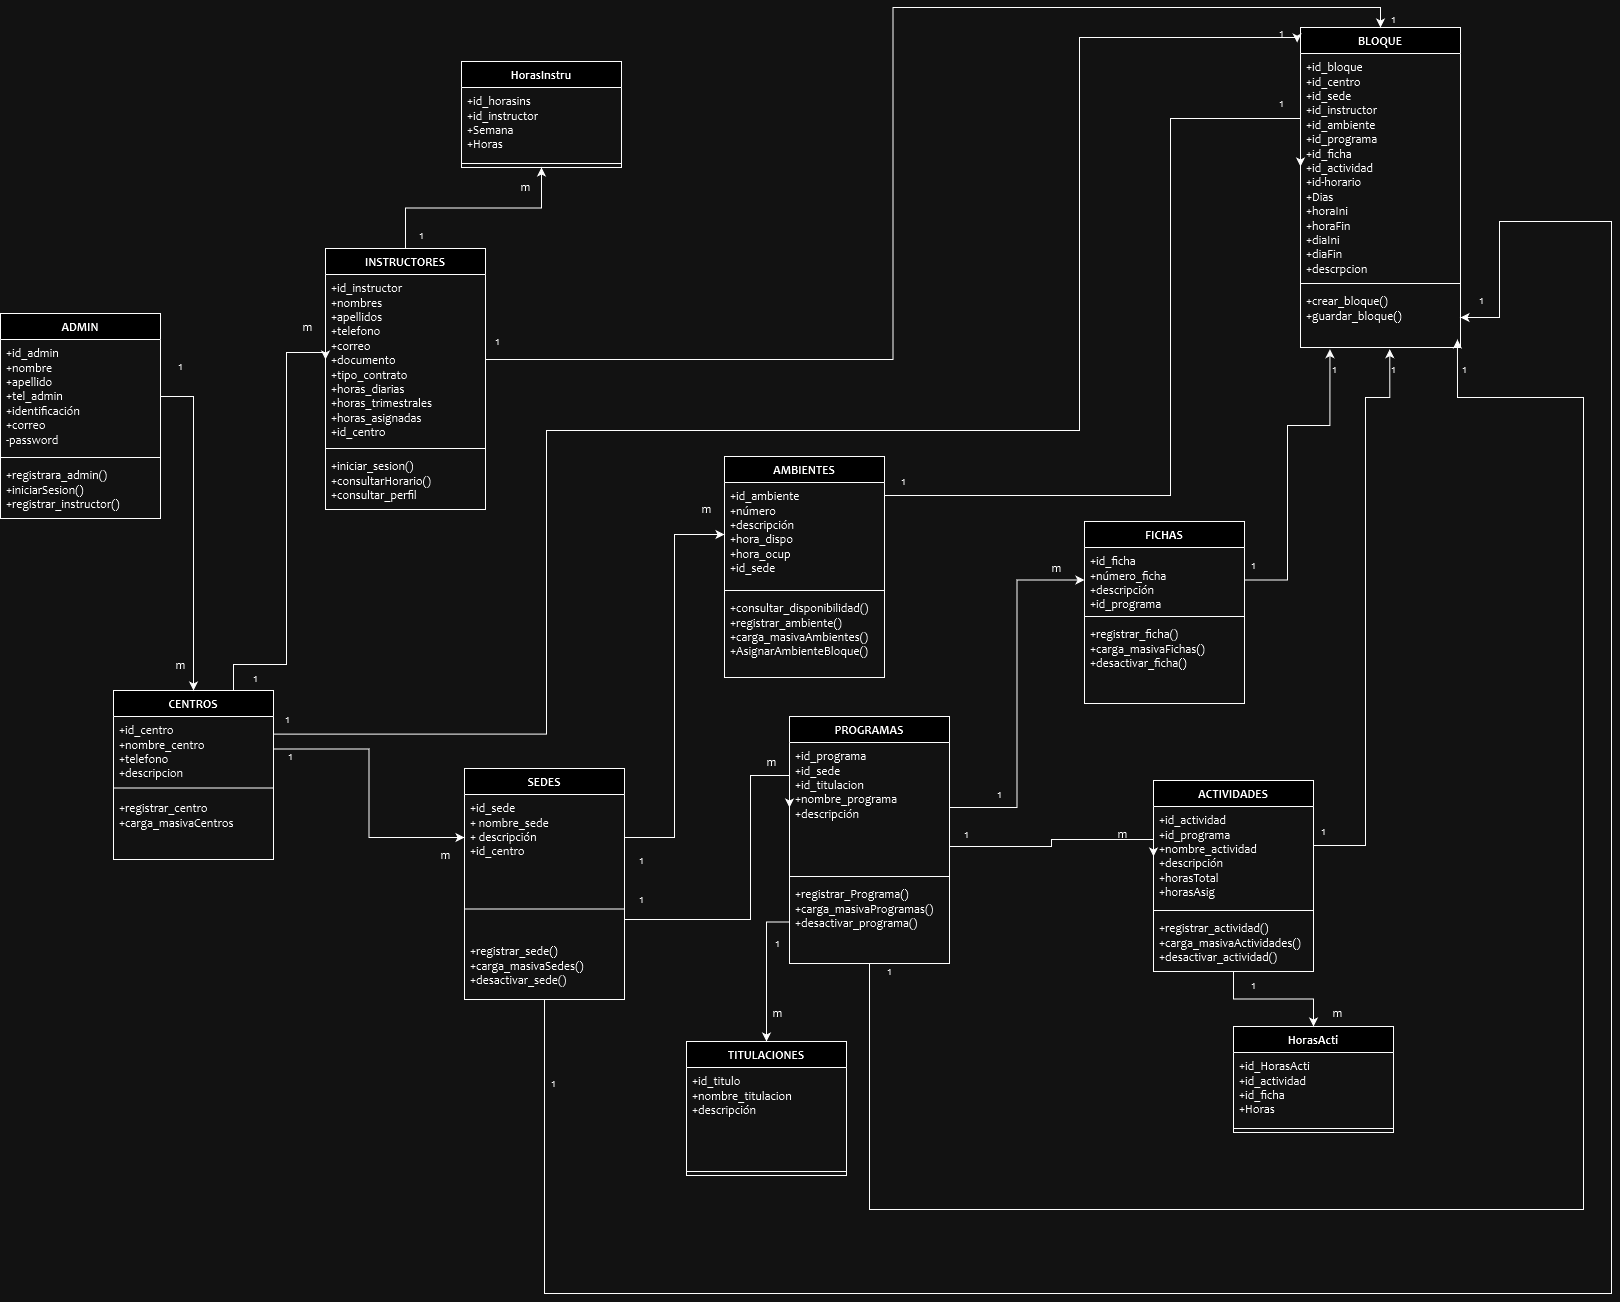 BLOQUE
+id_bloque
+id_centro
+id_sede
+id_instructor
+id_ambiente
+id_programa
+id_ficha
+id_actividad
+id-horario
+Dias
+horaIni
+horaFin
+diaIni
+diaFin
+descrpcion
+crear_bloque()
+guardar_bloque()
1
1
1
1
1
1
1
HorasInstru
+id_horasins
+id_instructor
+Semana
+Horas
m
1
INSTRUCTORES
+id_instructor
+nombres
+apellidos
+telefono
+correo
+documento
+tipo_contrato
+horas_diarias
+horas_trimestrales
+horas_asignadas
+id_centro
+iniciar_sesion()
+consultarHorario()
+consultar_perfil
m
1
ADMIN
+id_admin
+nombre
+apellido
+tel_admin
+identificación
+correo
-password
+registrara_admin()
+iniciarSesion()
+registrar_instructor()
1
m
CENTROS
+id_centro
+nombre_centro
+telefono
+descripcion
+registrar_centro
+carga_masivaCentros
1
1
1
m
SEDES
+id_sede
+ nombre_sede
+ descripción
+id_centro
+registrar_sede()
+carga_masivaSedes()
+desactivar_sede()
1
1
1
m
AMBIENTES
+id_ambiente
+número
+descripción
+hora_dispo
+hora_ocup
+id_sede
+consultar_disponibilidad()
+registrar_ambiente()
+carga_masivaAmbientes()
+AsignarAmbienteBloque()
1
m
PROGRAMAS
+id_programa
+id_sede
+id_titulacion
+nombre_programa
+descripción
+registrar_Programa()
+carga_masivaProgramas()
+desactivar_programa()
1
1
1
1
m
TITULACIONES
+id_titulo
+nombre_titulacion
+descripción
m
FICHAS
+id_ficha
+número_ficha
+descripción
+id_programa
+registrar_ficha()
+carga_masivaFichas()
+desactivar_ficha()
1
m
ACTIVIDADES
+id_actividad
+id_programa
+nombre_actividad
+descripción
+horasTotal
+horasAsig
+registrar_actividad()
+carga_masivaActividades()
+desactivar_actividad()
1
1
m
HorasActi
+id_HorasActi
+id_actividad
+id_ficha
+Horas